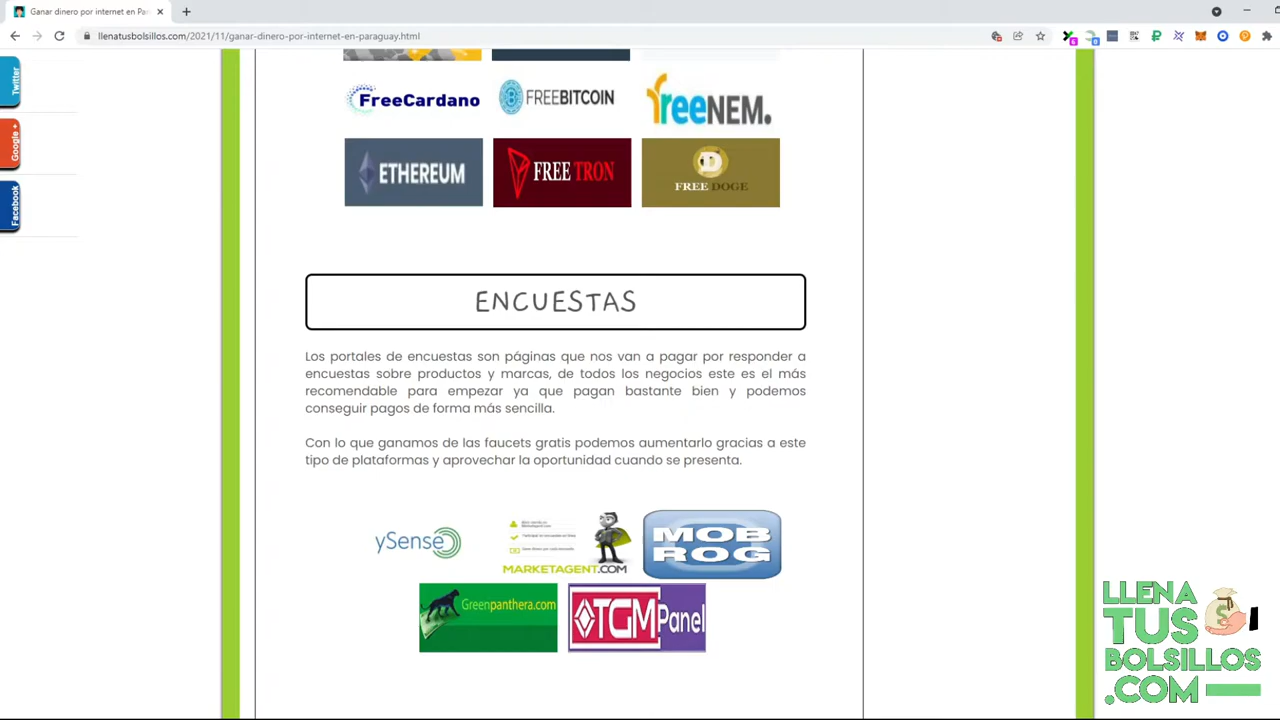 Ganar dinero por internet en Pa
llenatusbolsillos.com/2021/11/ganar-dinero-por-internet-en-paraguay.html
Twitter
Google +
Facebook
FreeCardano
FREEBITCOIN
freeNEM.
ETHEREUM
FREE TRON
FREE DOGE
ENCUESTAS
Los portales de encuestas son páginas que nos van a pagar por responder a
encuestas sobre productos y marcas, de todos los negocios este es el más
recomendable para empezar ya que pagan bastante bien y podemos
conseguir pagos de forma más sencilla.
Con lo que ganamos de las faucets gratis podemos aumentarlo gracias a este
tipo de plataformas y aprovechar la oportunidad cuando se presenta.
ySense
MARKETAGENT.COM
MOB
ROG
Greenpanthera.com
TGM Panel
LLENA
TUS
BOLSILLOS
.COM